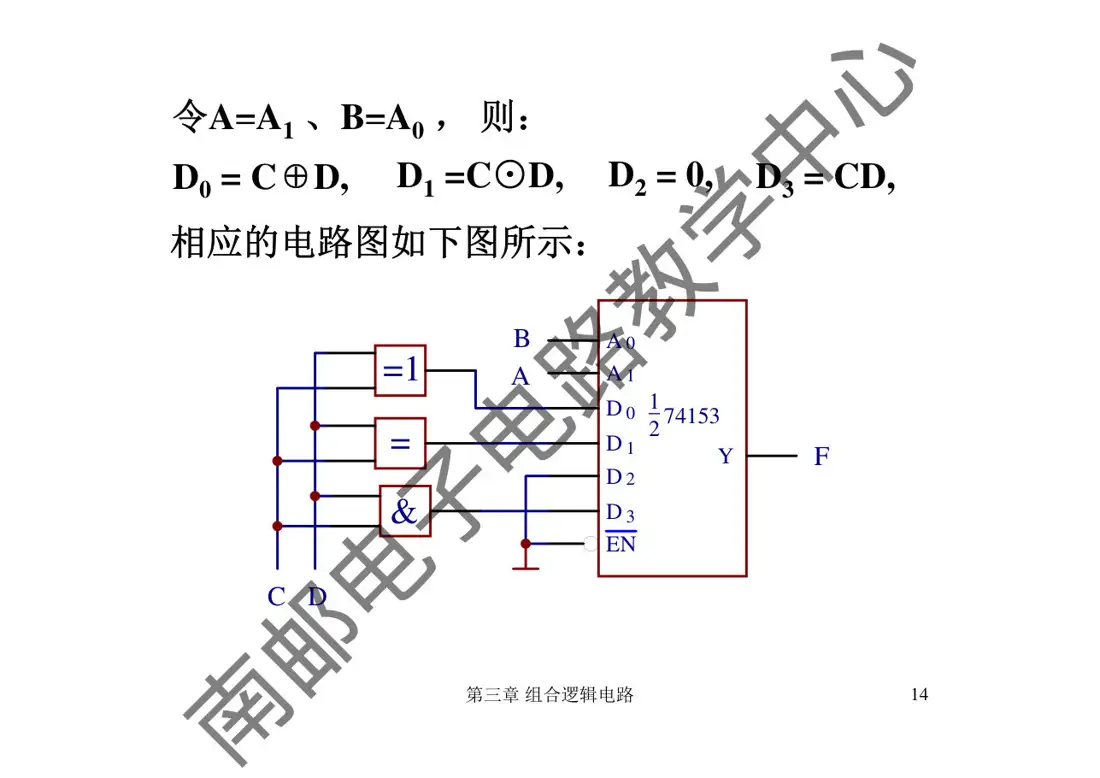 令A=A1 、B=A0 , 则：
D0 = C⊕D, D1 =C⊙D, D2 = 0, D3 = CD,
相应的电路图如下图所示：
B A0
A A1
=1 D0 1/2 74153
= D1
Y F
D2
& D3
EN
C D
南邮电子电路教学中心
第三章 组合逻辑电路 14